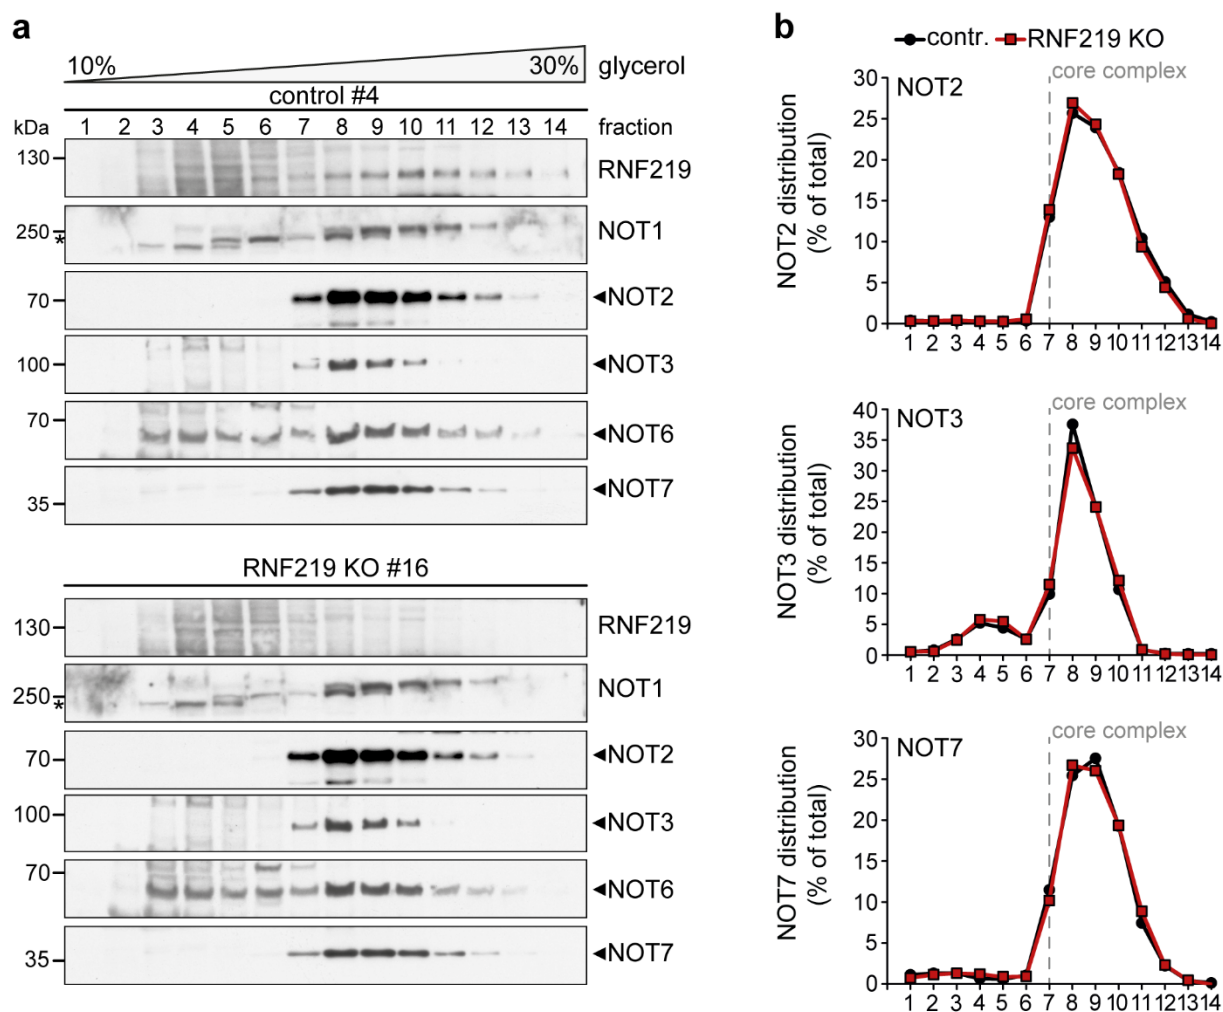 a
10% 30% glycerol
control #4
kDa 1 2 3 4 5 6 7 8 9 10 11 12 13 14 fraction
130 RNF219
250 NOT1
*
70 ◄NOT2
100 ◄NOT3
70 ◄NOT6
35 ◄NOT7
RNF219 KO #16
130 RNF219
250 NOT1
*
70 ◄NOT2
100 ◄NOT3
70 ◄NOT6
35 ◄NOT7
b
contr. RNF219 KO
core complex
NOT2
NOT2 distribution
(% of total)
30
25
20
15
10
5
0
1 2 3 4 5 6 7 8 9 10 11 12 13 14
core complex
NOT3
NOT3 distribution
(% of total)
40
35
30
25
20
15
10
5
0
1 2 3 4 5 6 7 8 9 10 11 12 13 14
core complex
NOT7
NOT7 distribution
(% of total)
30
25
20
15
10
5
0
1 2 3 4 5 6 7 8 9 10 11 12 13 14